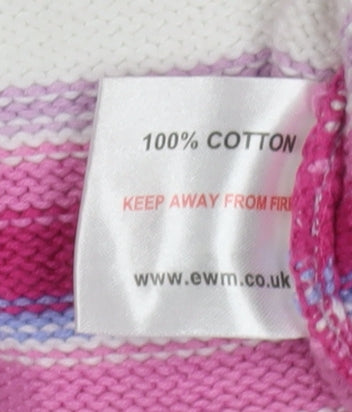 100% COTTON
KEEP AWAY FROM FIRE
www.ewm.co.uk